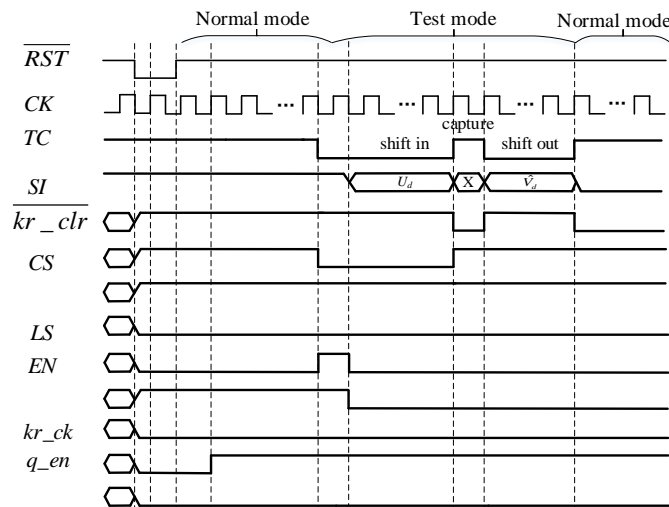 Normal mode Test mode Normal mode
RST
CK ... ... ... ...
capture
TC shift in shift out
SI U_d X V̂_d
kr_clr
CS
LS
EN
kr_ck
q_en